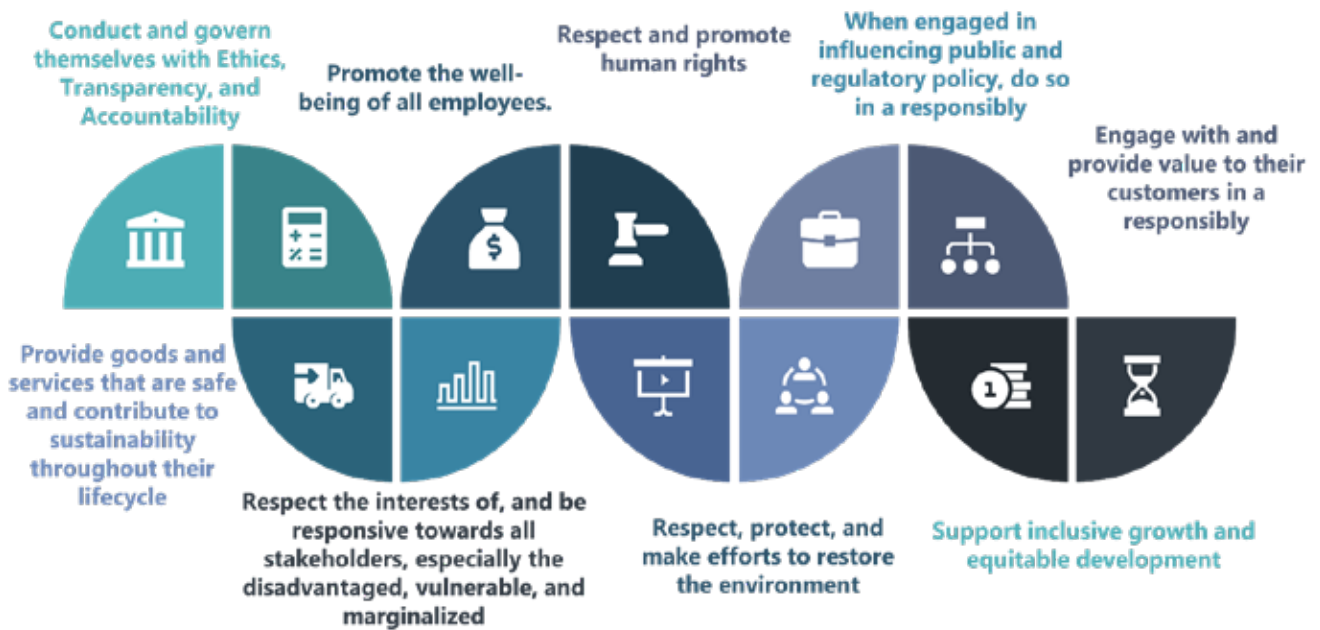 Conduct and govern
themselves with Ethics,
Transparency, and
Accountability
Promote the well-
being of all employees.
Respect and promote
human rights
When engaged in
influencing public and
regulatory policy, do so
in a responsibly
Engage with and
provide value to their
customers in a
responsibly
$
1
Provide goods and
services that are safe
and contribute to
sustainability
throughout their
lifecycle
Respect the interests of, and be
responsive towards all
stakeholders, especially the
disadvantaged, vulnerable, and
marginalized
Respect, protect, and
make efforts to restore
the environment
Support inclusive growth and
equitable development